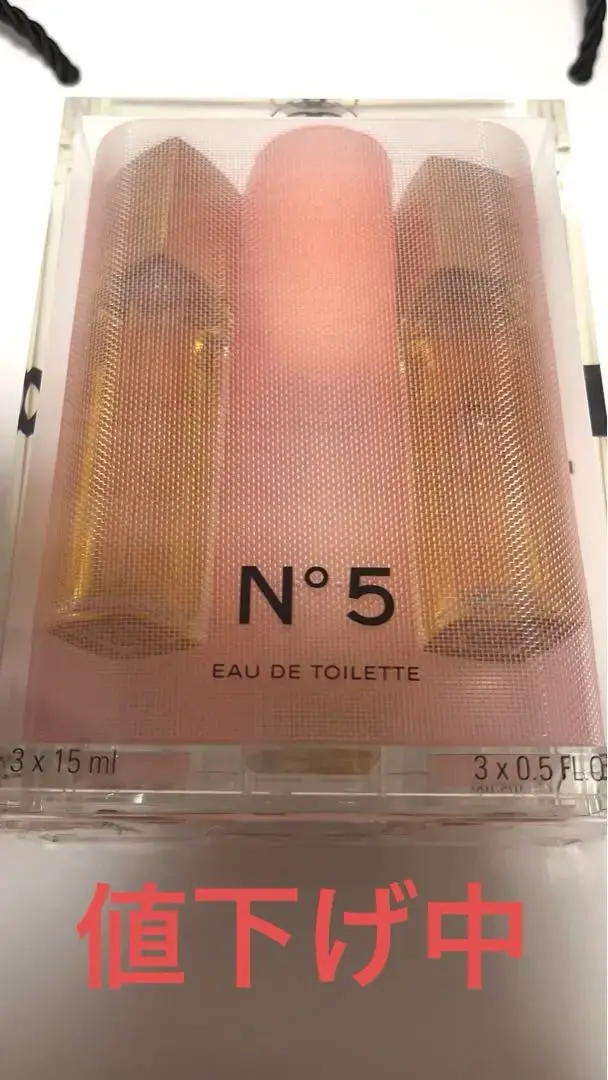 N°5
EAU DE TOILETTE
3 x 15 ml
3 x 0.5 FL.O
値下げ中